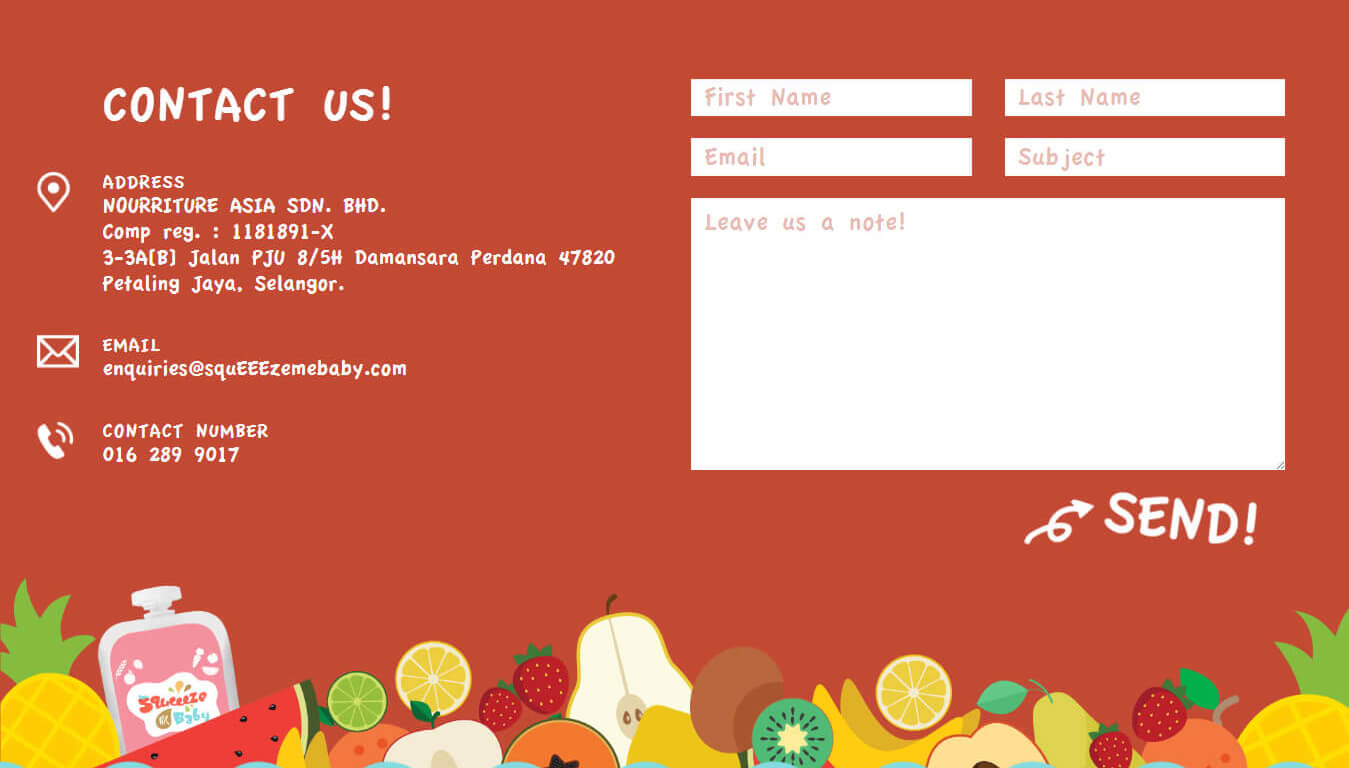 CONTACT US!
ADDRESS
NOURRITURE ASIA SDN. BHD.
Comp reg. : 1181891-X
3-3A[B] Jalan PJU 8/5H Damansara Perdana 47820
Petaling Jaya, Selangor.
EMAIL
enquiries@squEEEzemebaby.com
CONTACT NUMBER
016 289 9017
First Name
Last Name
Email
Subject
Leave us a note!
SEND!
Squeeze
Me
Baby